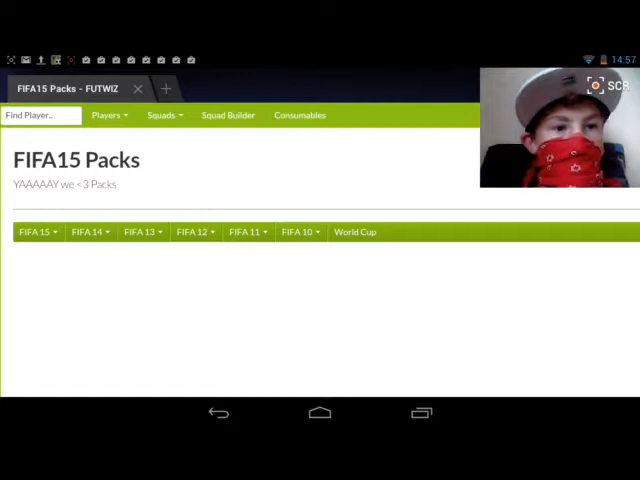 14:57
FIFA15 Packs - FUTWIZ
SCR
Find Player..
Players
Squads
Squad Builder
Consumables
FIFA15 Packs
YAAAAAY we <3 Packs
FIFA 15
FIFA 14
FIFA 13
FIFA 12
FIFA 11
FIFA 10
World Cup